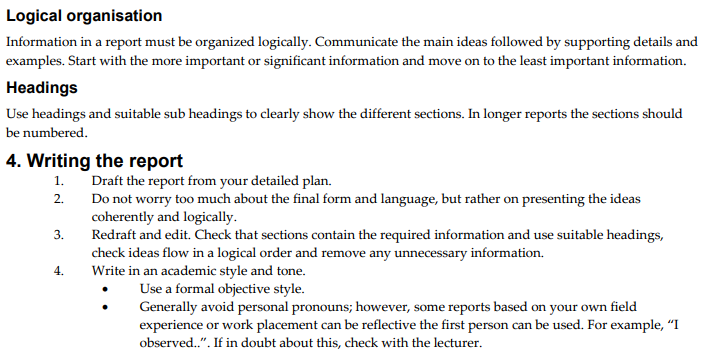 Logical organisation
Information in a report must be organized logically. Communicate the main ideas followed by supporting details and
examples. Start with the more important or significant information and move on to the least important information.
Headings
Use headings and suitable sub headings to clearly show the different sections. In longer reports the sections should
be numbered.
4. Writing the report
1. Draft the report from your detailed plan.
2. Do not worry too much about the final form and language, but rather on presenting the ideas
coherently and logically.
3. Redraft and edit. Check that sections contain the required information and use suitable headings,
check ideas flow in a logical order and remove any unnecessary information.
4. Write in an academic style and tone.
• Use a formal objective style.
• Generally avoid personal pronouns; however, some reports based on your own field
experience or work placement can be reflective the first person can be used. For example, “I
observed..”. If in doubt about this, check with the lecturer.